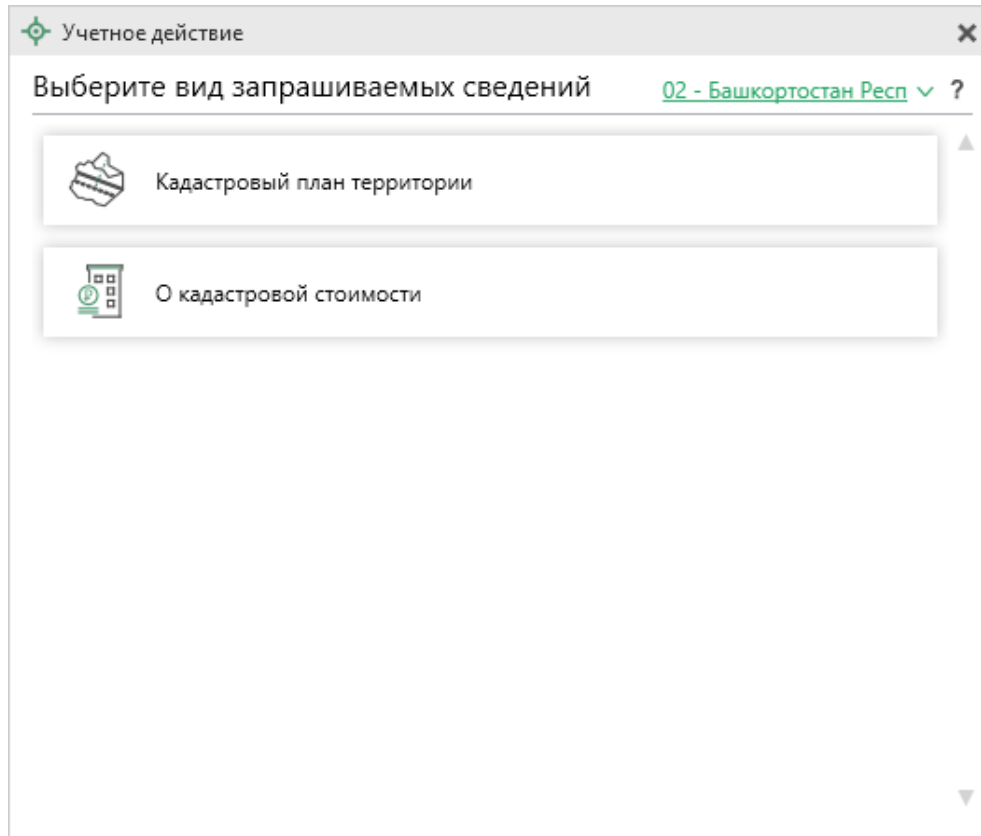 Учетное действие
Выберите вид запрашиваемых сведений 02 - Башкортостан Респ ?
Кадастровый план территории
О кадастровой стоимости